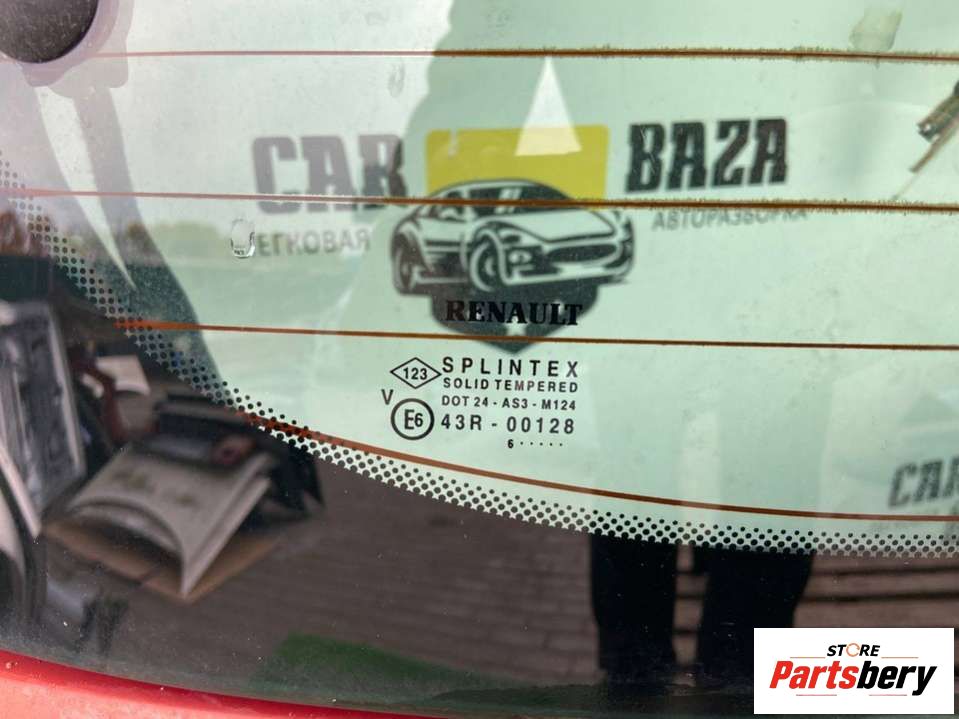 CAR BAZA
ЛЕГКОВАЯ АВТОРАЗБОРКА
RENAULT
123 SPLINTEX
SOLID TEMPERED
DOT 24 - AS3 - M124
V E6 43R - 00128
6 · · · · ·
CAR
STORE
Partsbery